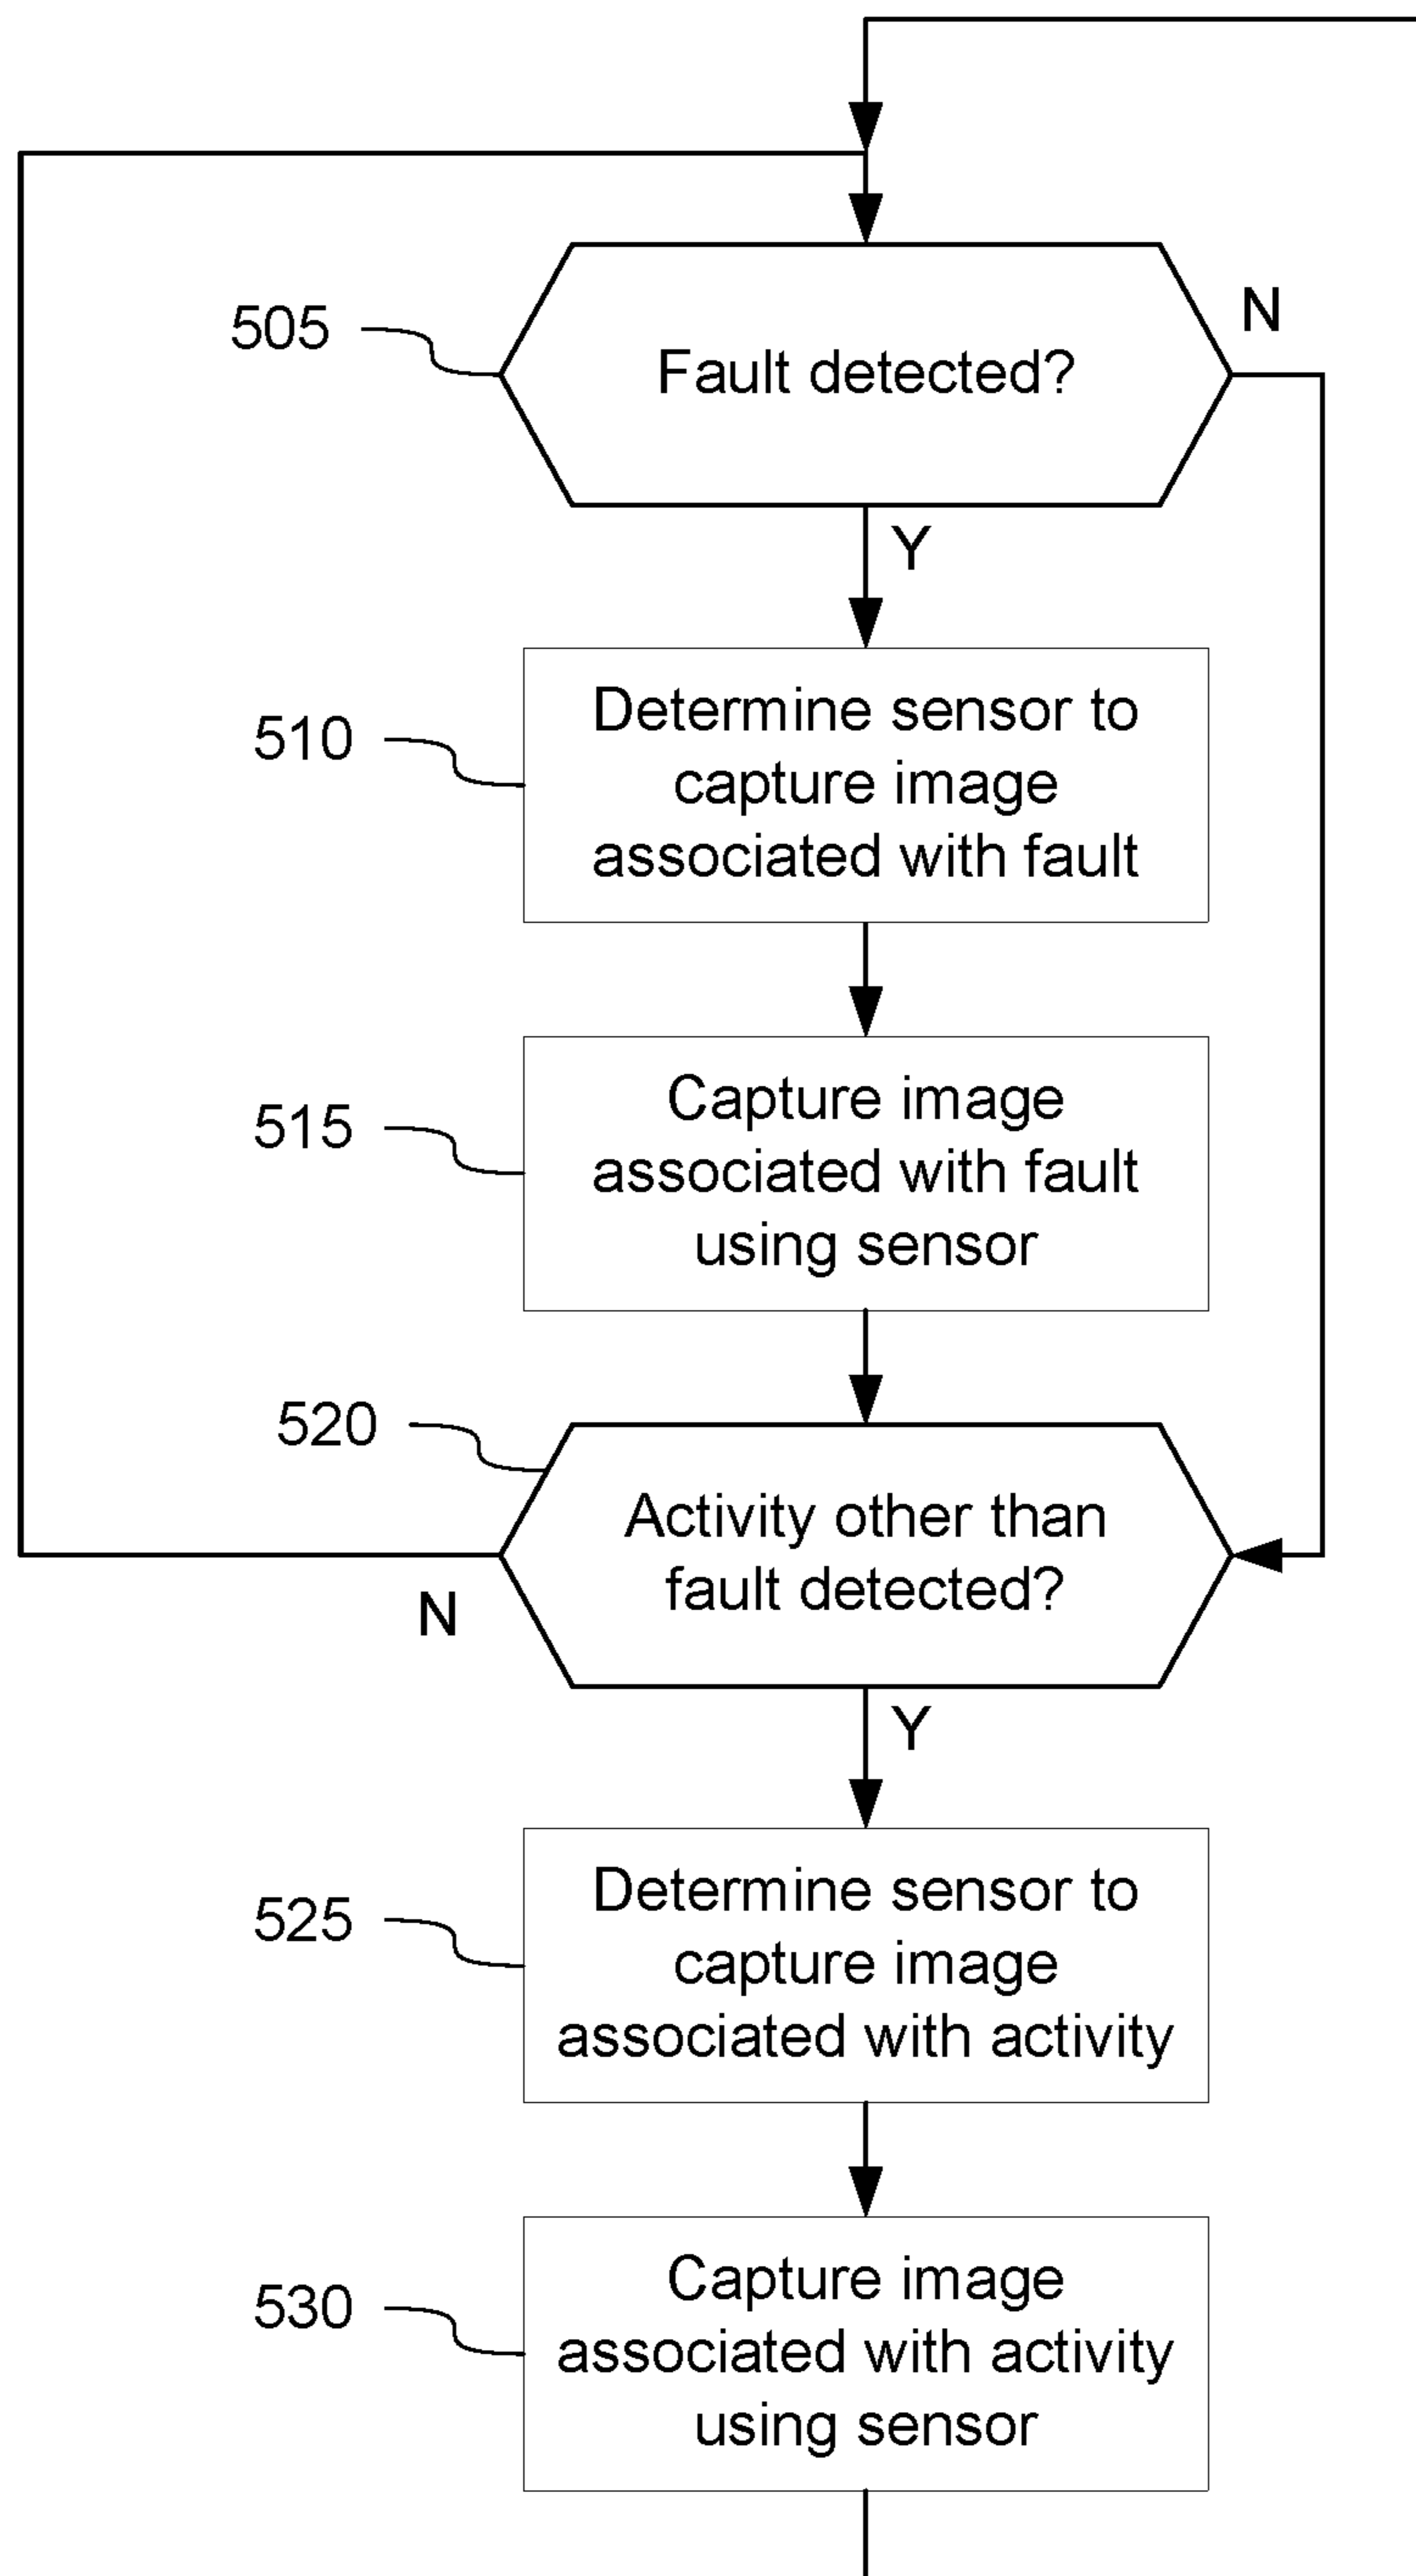 505
Fault detected?
N
Y
510
Determine sensor to
capture image
associated with fault
515
Capture image
associated with fault
using sensor
520
Activity other than
fault detected?
N
Y
525
Determine sensor to
capture image
associated with activity
530
Capture image
associated with activity
using sensor